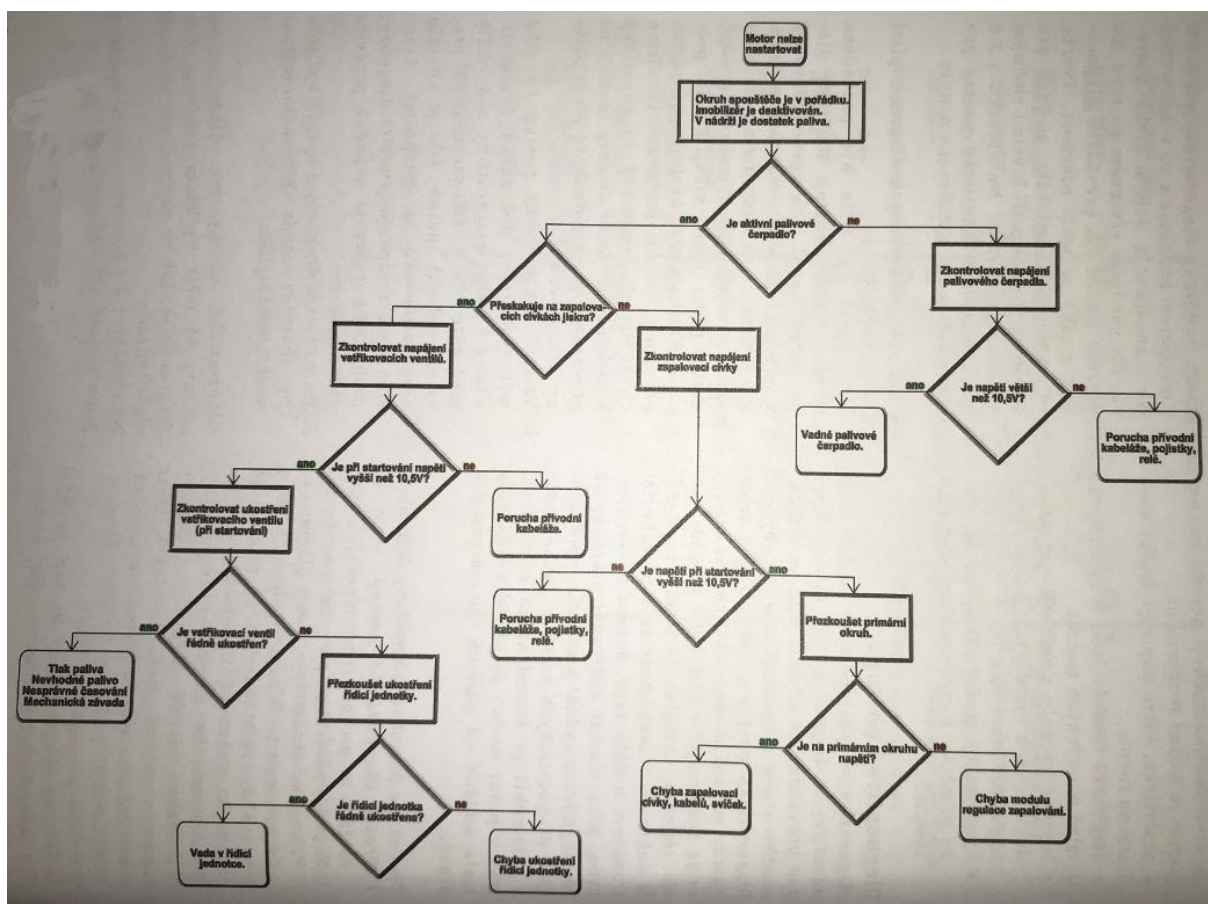 Motor nelze
nastartovat
Okruh spouštěče je v pořádku.
Imobilizér je deaktivován.
V nádrži je dostatek paliva.
Je aktivní palivové
čerpadlo?
ano
ne
Přeskakuje na zapalova-
cích cívkách jiskra?
ano
ne
Zkontrolovat napájení
palivového čerpadla.
Zkontrolovat napájení
vstřikovacích ventilů.
Zkontrolovat napájení
zapalovací cívky
Je napětí větší
než 10,5V?
ano
ne
Vadné palivové
čerpadlo.
Porucha přívodní
kabeláže, pojistky,
relé.
Je při startování napětí
vyšší než 10,5V?
ano
ne
Zkontrolovat ukostření
vstřikovacího ventilu
(při startování)
Porucha přívodní
kabeláže.
Je napětí při startování
vyšší než 10,5V?
ne
ano
Porucha přívodní
kabeláže, pojistky,
relé.
Přezkoušet primární
okruh.
Je vstřikovací ventil
řádně ukostřen?
ano
ne
Tlak paliva
Nevhodné palivo
Nesprávné časování
Mechanická závada
Přezkoušet ukostření
řídicí jednotky.
Je na primárním okruhu
napětí?
ano
ne
Chyba zapalovací
cívky, kabelů, svíček.
Chyba modulu
regulace zapalování.
Je řídicí jednotka
řádně ukostřena?
ano
ne
Vada v řídicí
jednotce.
Chyba ukostření
řídicí jednotky.